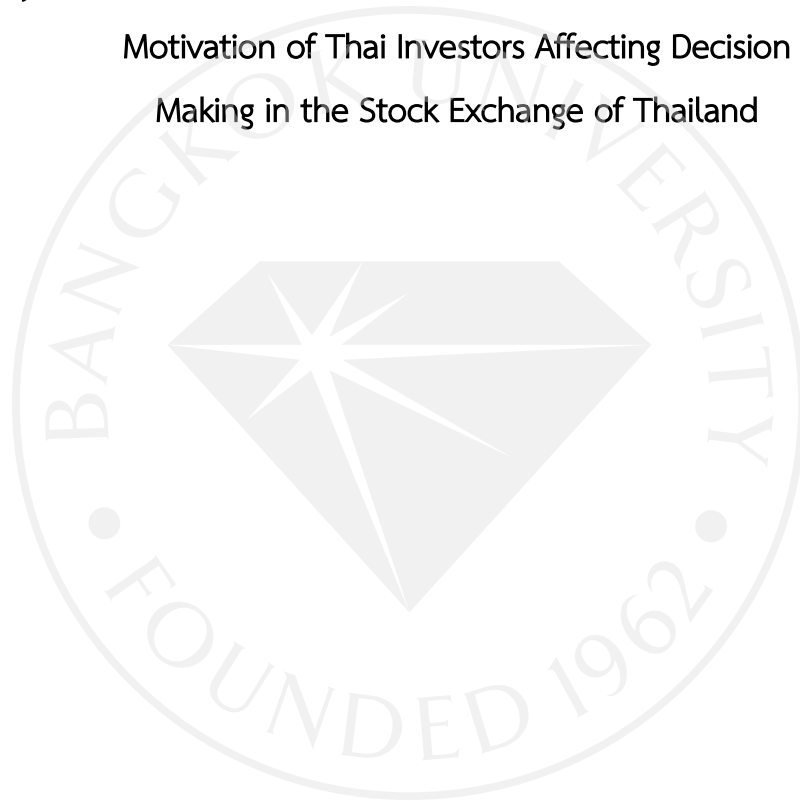 Motivation of Thai Investors Affecting Decision
Making in the Stock Exchange of Thailand
BANGKOK UNIVERSITY
• FOUNDED 1962 •